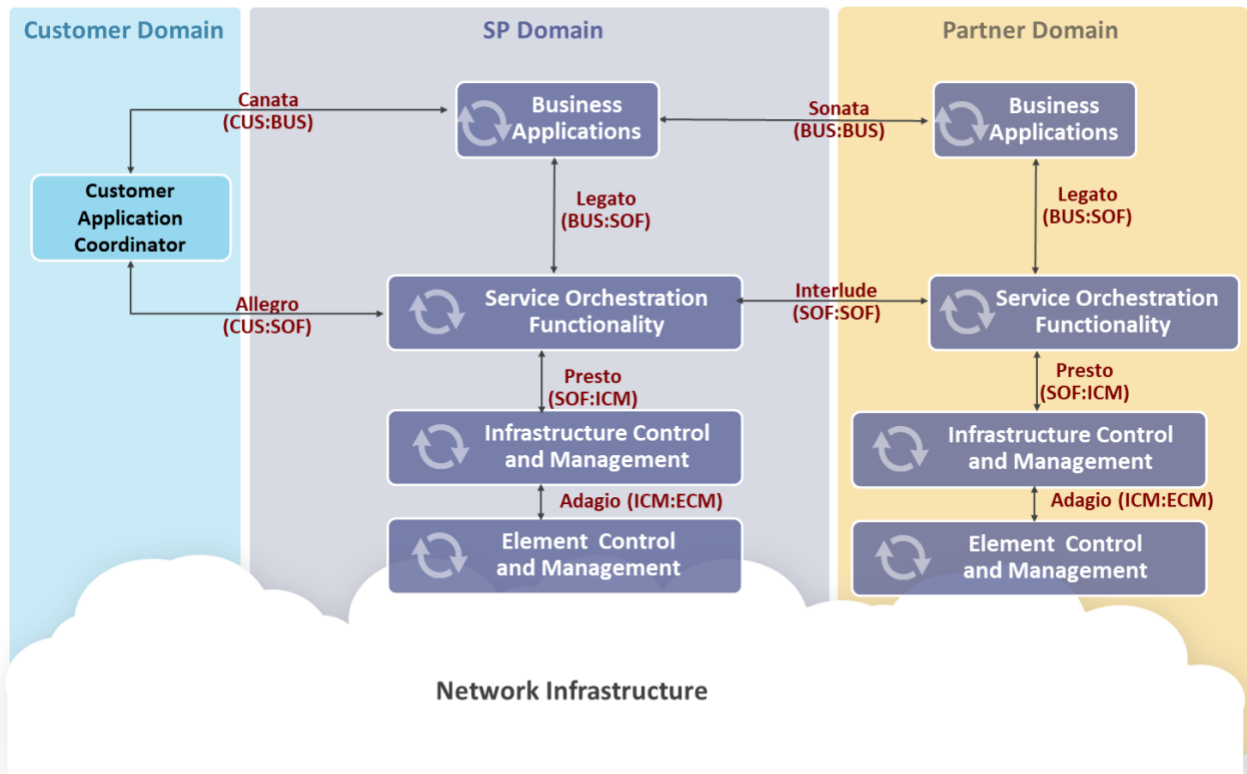 Customer Domain
SP Domain
Partner Domain
Canata
(CUS:BUS)
Business
Applications
Sonata
(BUS:BUS)
Business
Applications
Customer
Application
Coordinator
Legato
(BUS:SOF)
Legato
(BUS:SOF)
Allegro
(CUS:SOF)
Service Orchestration
Functionality
Interlude
(SOF:SOF)
Service Orchestration
Functionality
Presto
(SOF:ICM)
Presto
(SOF:ICM)
Infrastructure Control
and Management
Infrastructure Control
and Management
Adagio (ICM:ECM)
Adagio (ICM:ECM)
Element Control
and Management
Element Control
and Management
Network Infrastructure